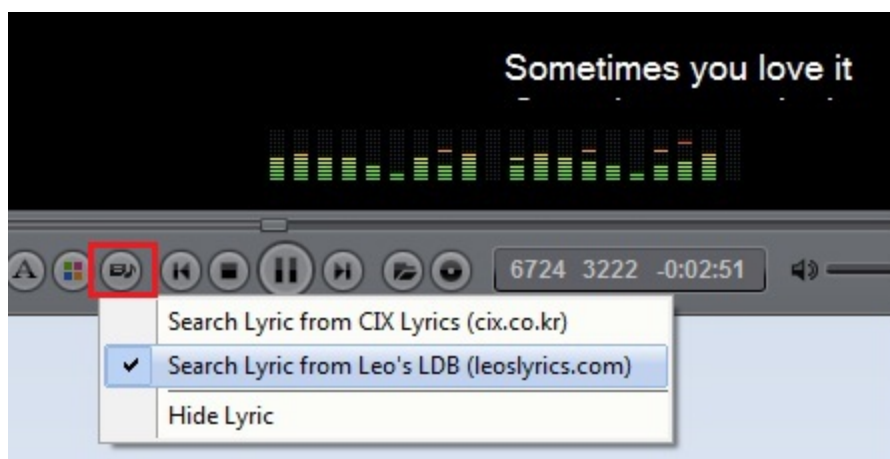 Sometimes you love it
A
6724 3222 -0:02:51
Search Lyric from CIX Lyrics (cix.co.kr)
Search Lyric from Leo's LDB (leoslyrics.com)
Hide Lyric